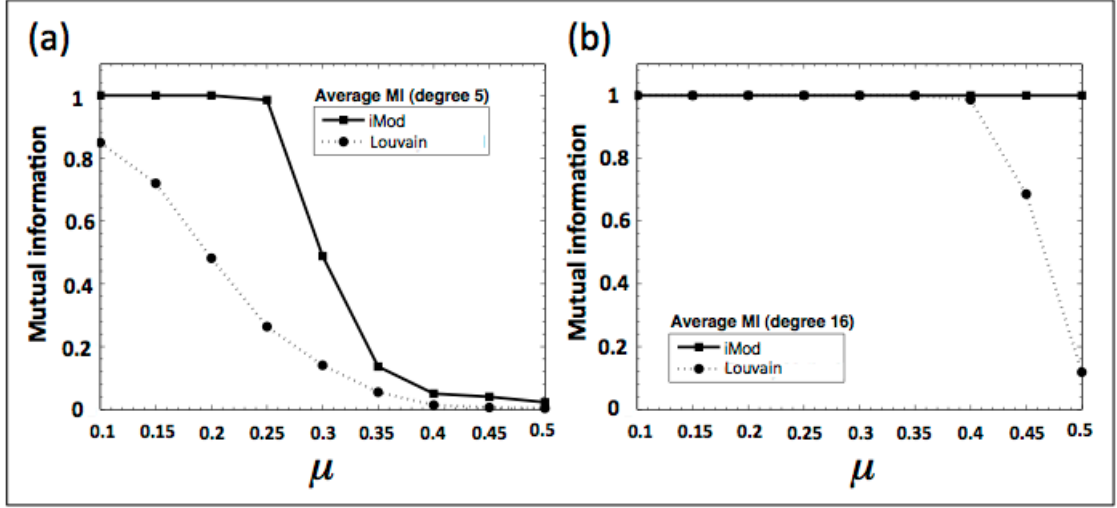 (a)
Mutual information
1
0.8
0.6
0.4
0.2
0
Average MI (degree 5)
iMod
Louvain
0.1 0.15 0.2 0.25 0.3 0.35 0.4 0.45 0.5
μ
(b)
Mutual information
1
0.8
0.6
0.4
0.2
0
Average MI (degree 16)
iMod
Louvain
0.1 0.15 0.2 0.25 0.3 0.35 0.4 0.45 0.5
μ